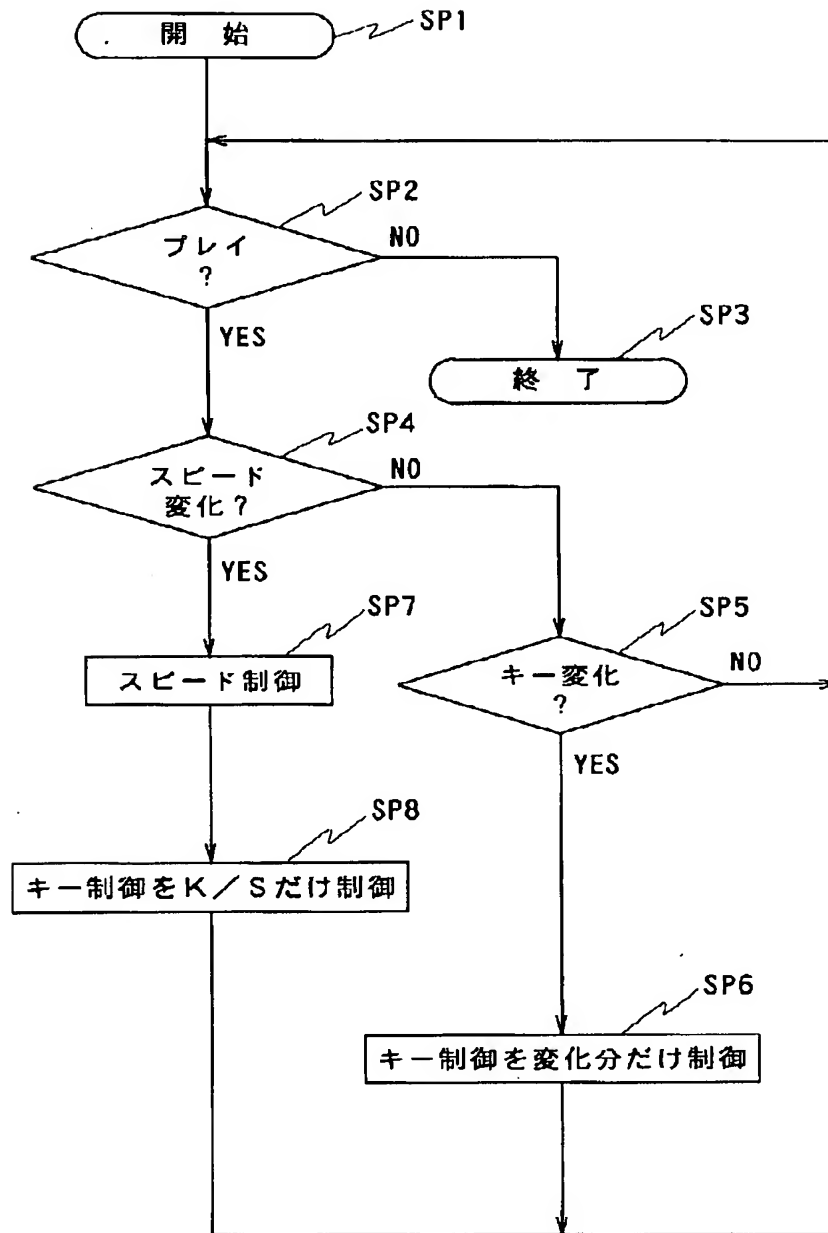 開 始
SP1
SP2
プレイ
?
NO
YES
SP3
終 了
SP4
スピード
変化?
NO
YES
SP7
スピード制御
SP5
キー変化
?
NO
YES
SP8
キー制御をK/Sだけ制御
SP6
キー制御を変化分だけ制御